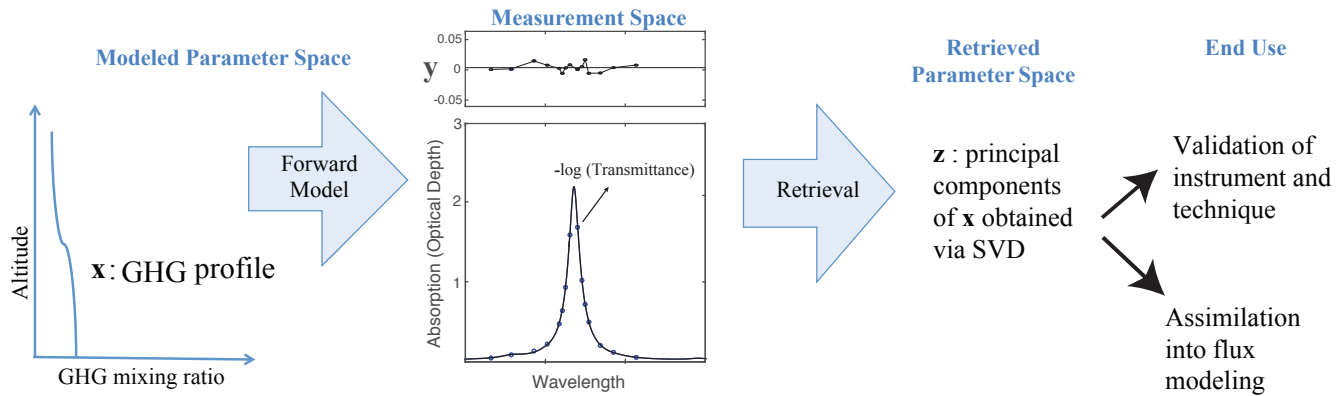 Modeled Parameter Space
Altitude
x : GHG profile
GHG mixing ratio
Forward
Model
Measurement Space
y
0.05
0
-0.05
Absorption (Optical Depth)
3
2
1
-log (Transmittance)
Wavelength
Retrieval
Retrieved
Parameter Space
z : principal
components
of x obtained
via SVD
End Use
Validation of
instrument and
technique
Assimilation
into flux
modeling